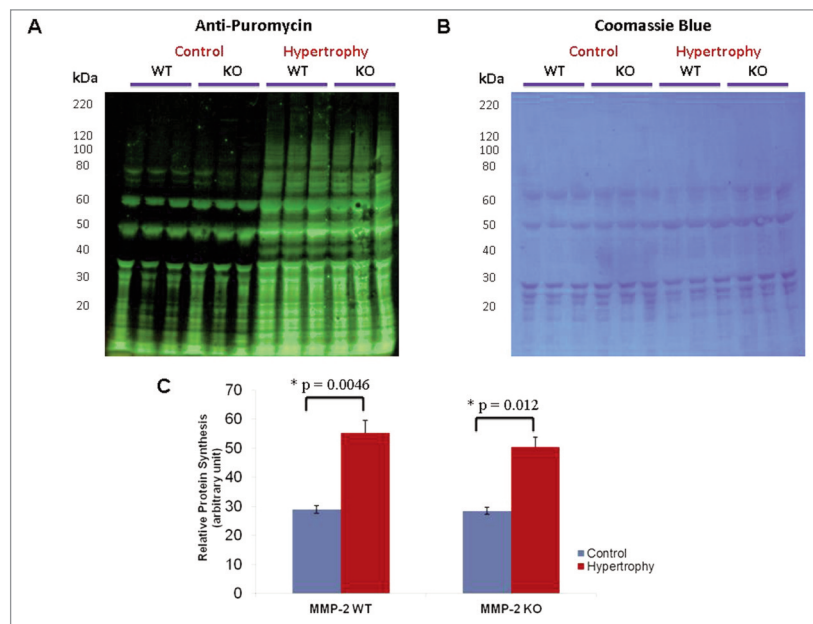 A
Anti-Puromycin
Control Hypertrophy
kDa WT KO WT KO
220
120
100
80
60
50
40
30
20
B
Coomassie Blue
Control Hypertrophy
kDa WT KO WT KO
220
120
100
80
60
50
40
30
20
C
Relative Protein Synthesis
(arbitrary unit)
70
60
50
40
30
20
10
0
* p = 0.0046
* p = 0.012
Control
Hypertrophy
MMP-2 WT MMP-2 KO